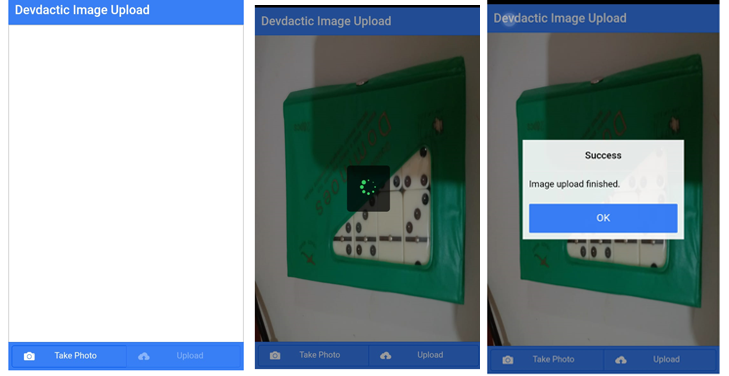 Devdactic Image Upload
Take Photo
Upload
Devdactic Image Upload
Take Photo
Upload
Devdactic Image Upload
Success
Image upload finished.
OK
Take Photo
Upload